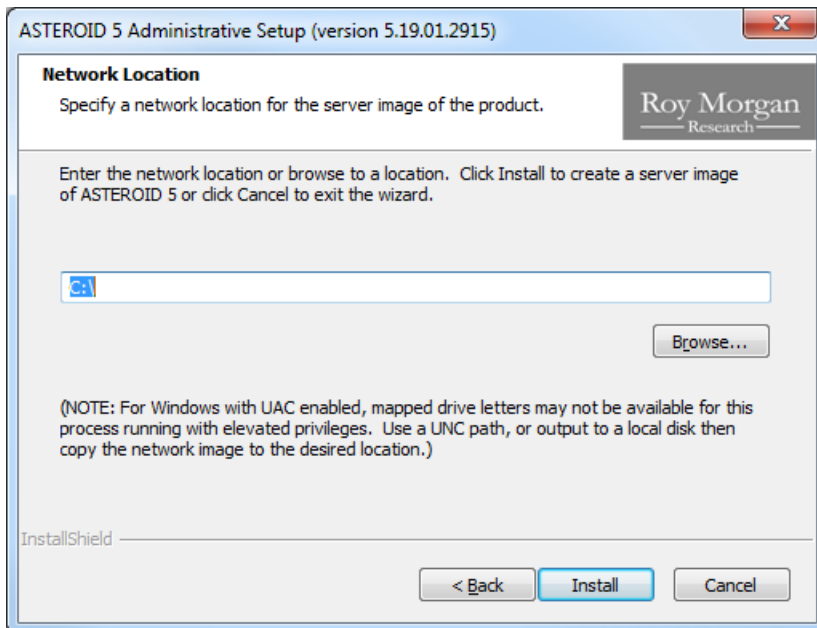 ASTEROID 5 Administrative Setup (version 5.19.01.2915)
Network Location
Specify a network location for the server image of the product.
Roy Morgan
Research
Enter the network location or browse to a location.  Click Install to create a server image
of ASTEROID 5 or click Cancel to exit the wizard.
C:\
Browse...
(NOTE: For Windows with UAC enabled, mapped drive letters may not be available for this
process running with elevated privileges.  Use a UNC path, or output to a local disk then
copy the network image to the desired location.)
InstallShield
< Back
Install
Cancel